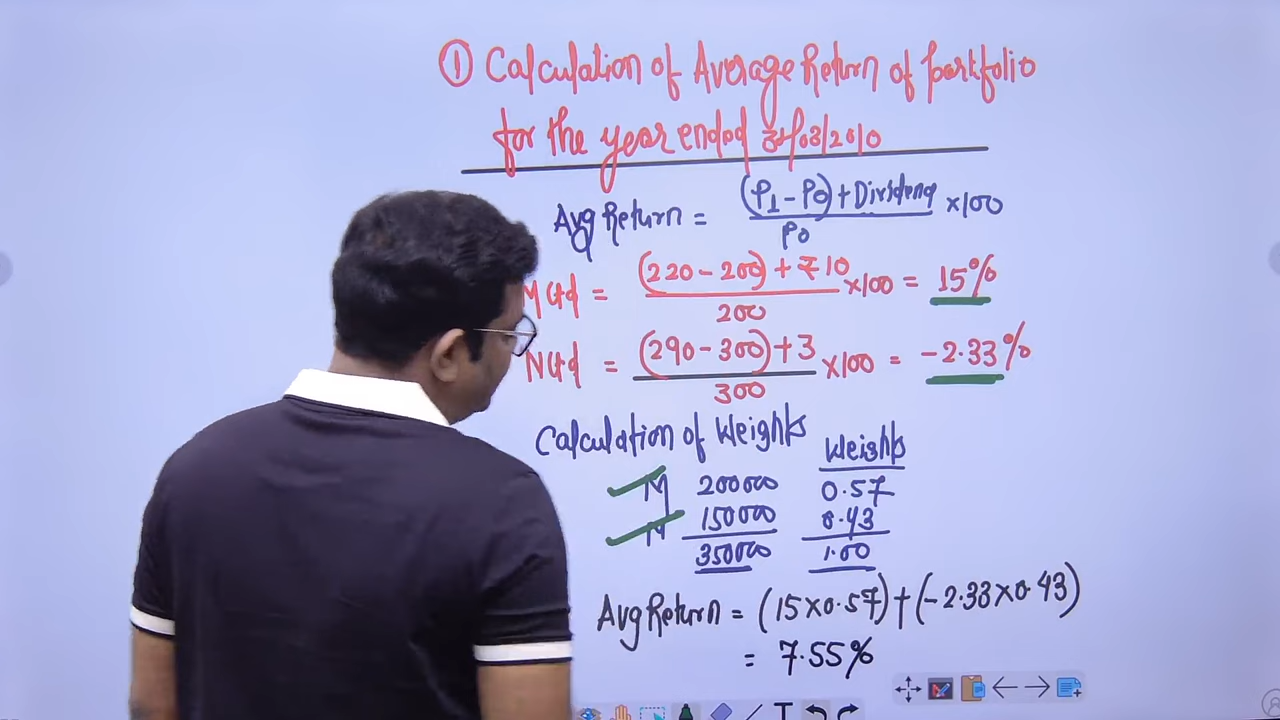 ① Calculation of Average Return of portfolio
for the year ended 31/03/2010
Avg Return = (P1 - P0) + Dividend / P0 × 100
M Ltd = (220 - 200) + ₹10 / 200 × 100 = 15%
N Ltd = (290 - 300) + 3 / 300 × 100 = -2.33%
Calculation of Weights Weights
M 200000 0.57
N 150000 0.43
350000 1.00
Avg Return = (15 × 0.57) + (-2.33 × 0.43)
= 7.55%
T